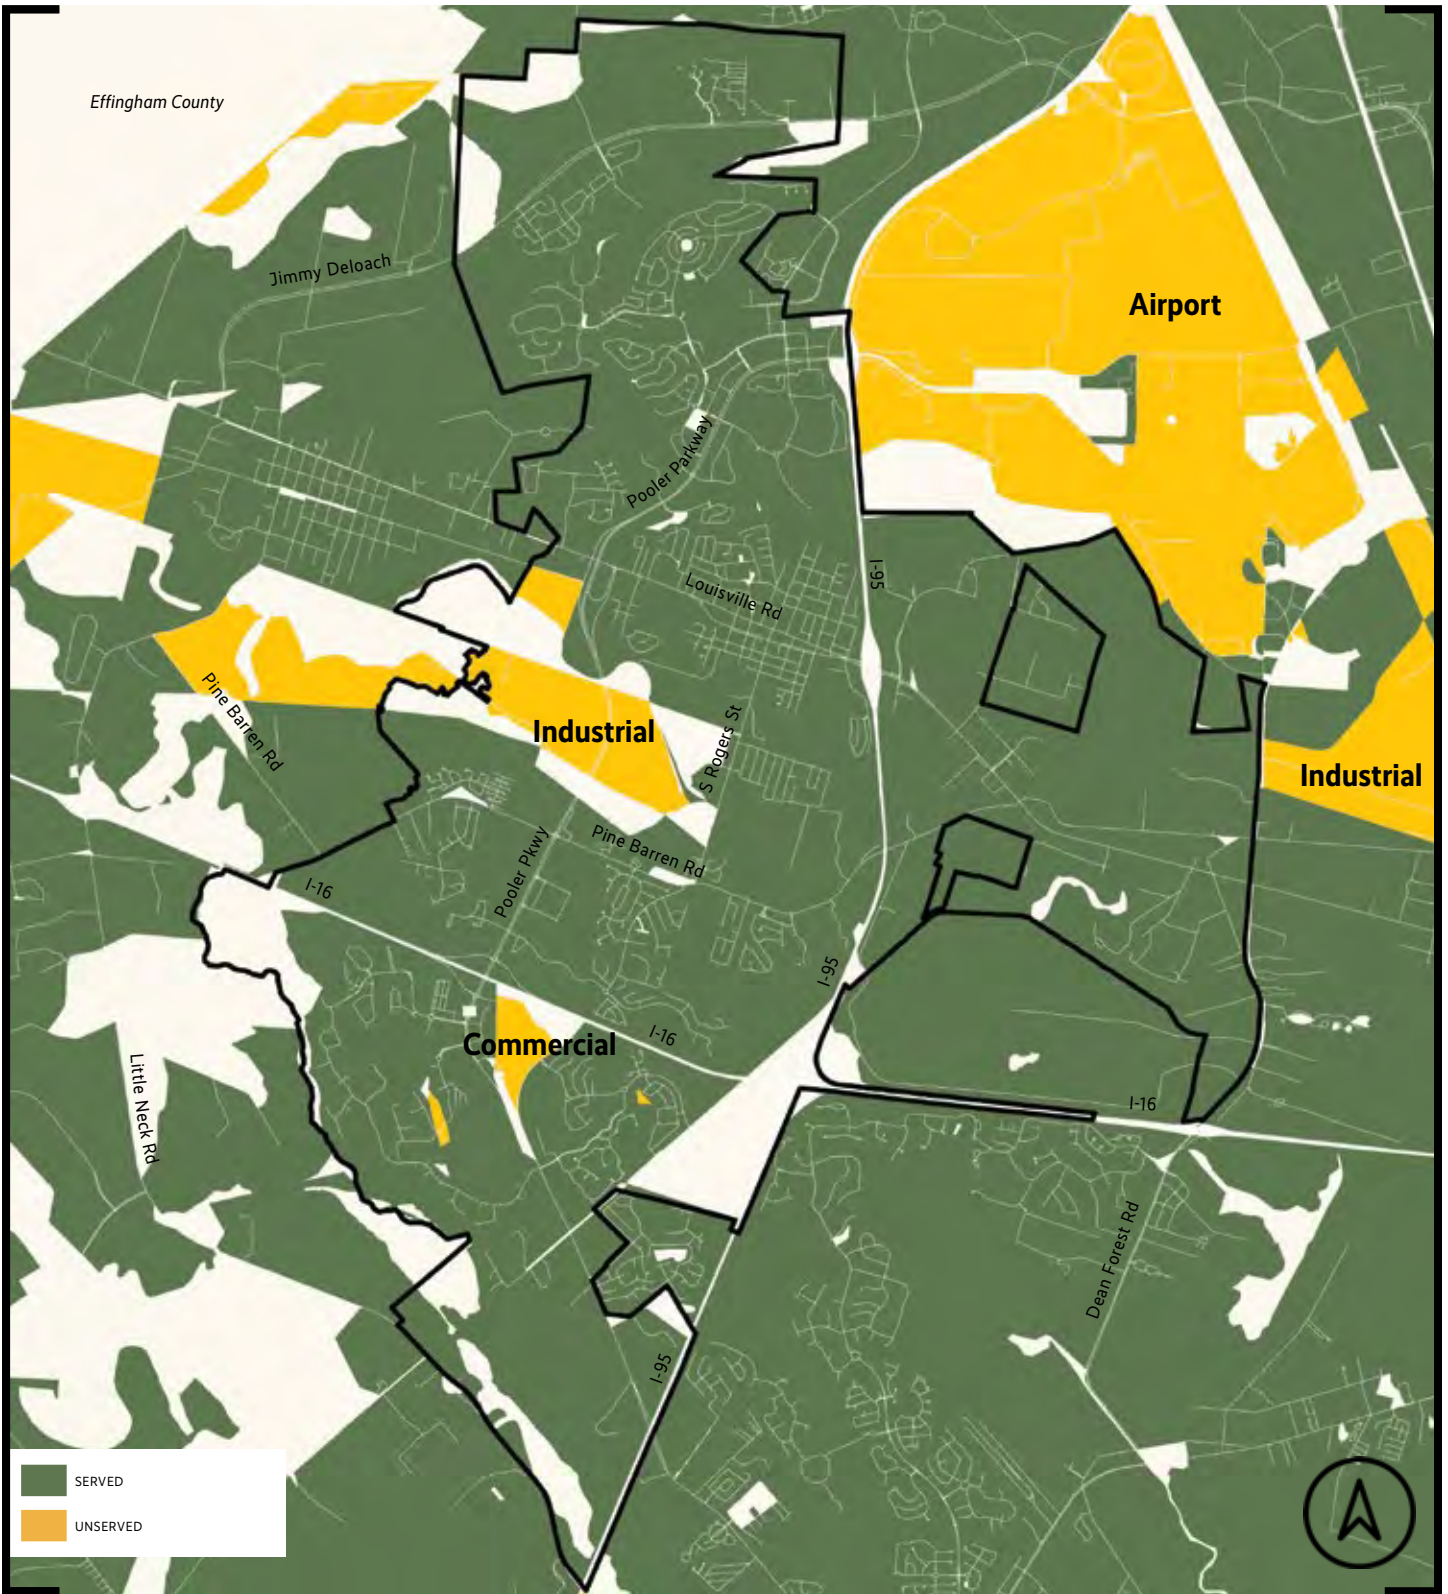 Effingham County
Jimmy Deloach
Airport
Pooler Parkway
I-95
Louisville Rd
Pine Barren Rd
Industrial
S Rogers St
Industrial
Pine Barren Rd
Pooler Pkwy
I-16
I-95
Commercial
I-16
Little Neck Rd
I-16
Dean Forest Rd
I-95
SERVED
UNSERVED